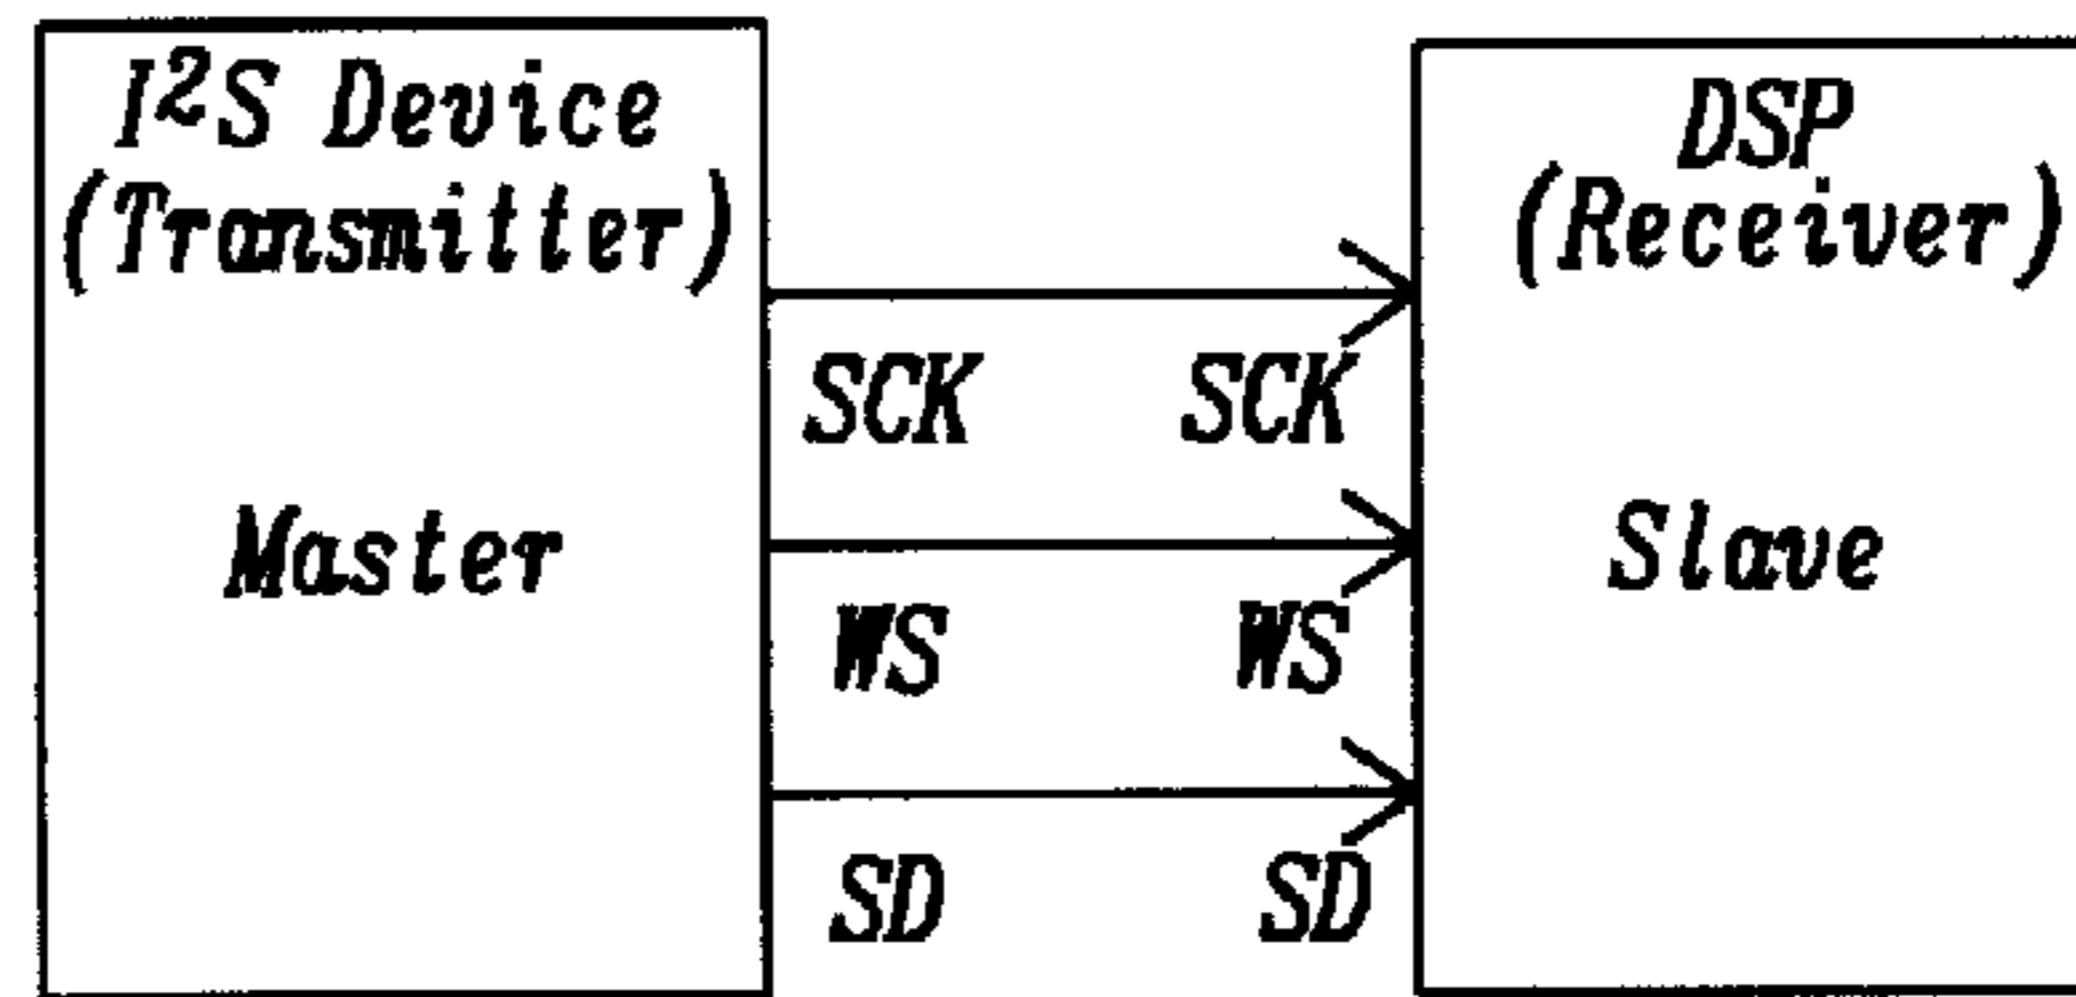 I²S Device
(Transmitter)
Master
SCK
WS
SD
SCK
WS
SD
DSP
(Receiver)
Slave